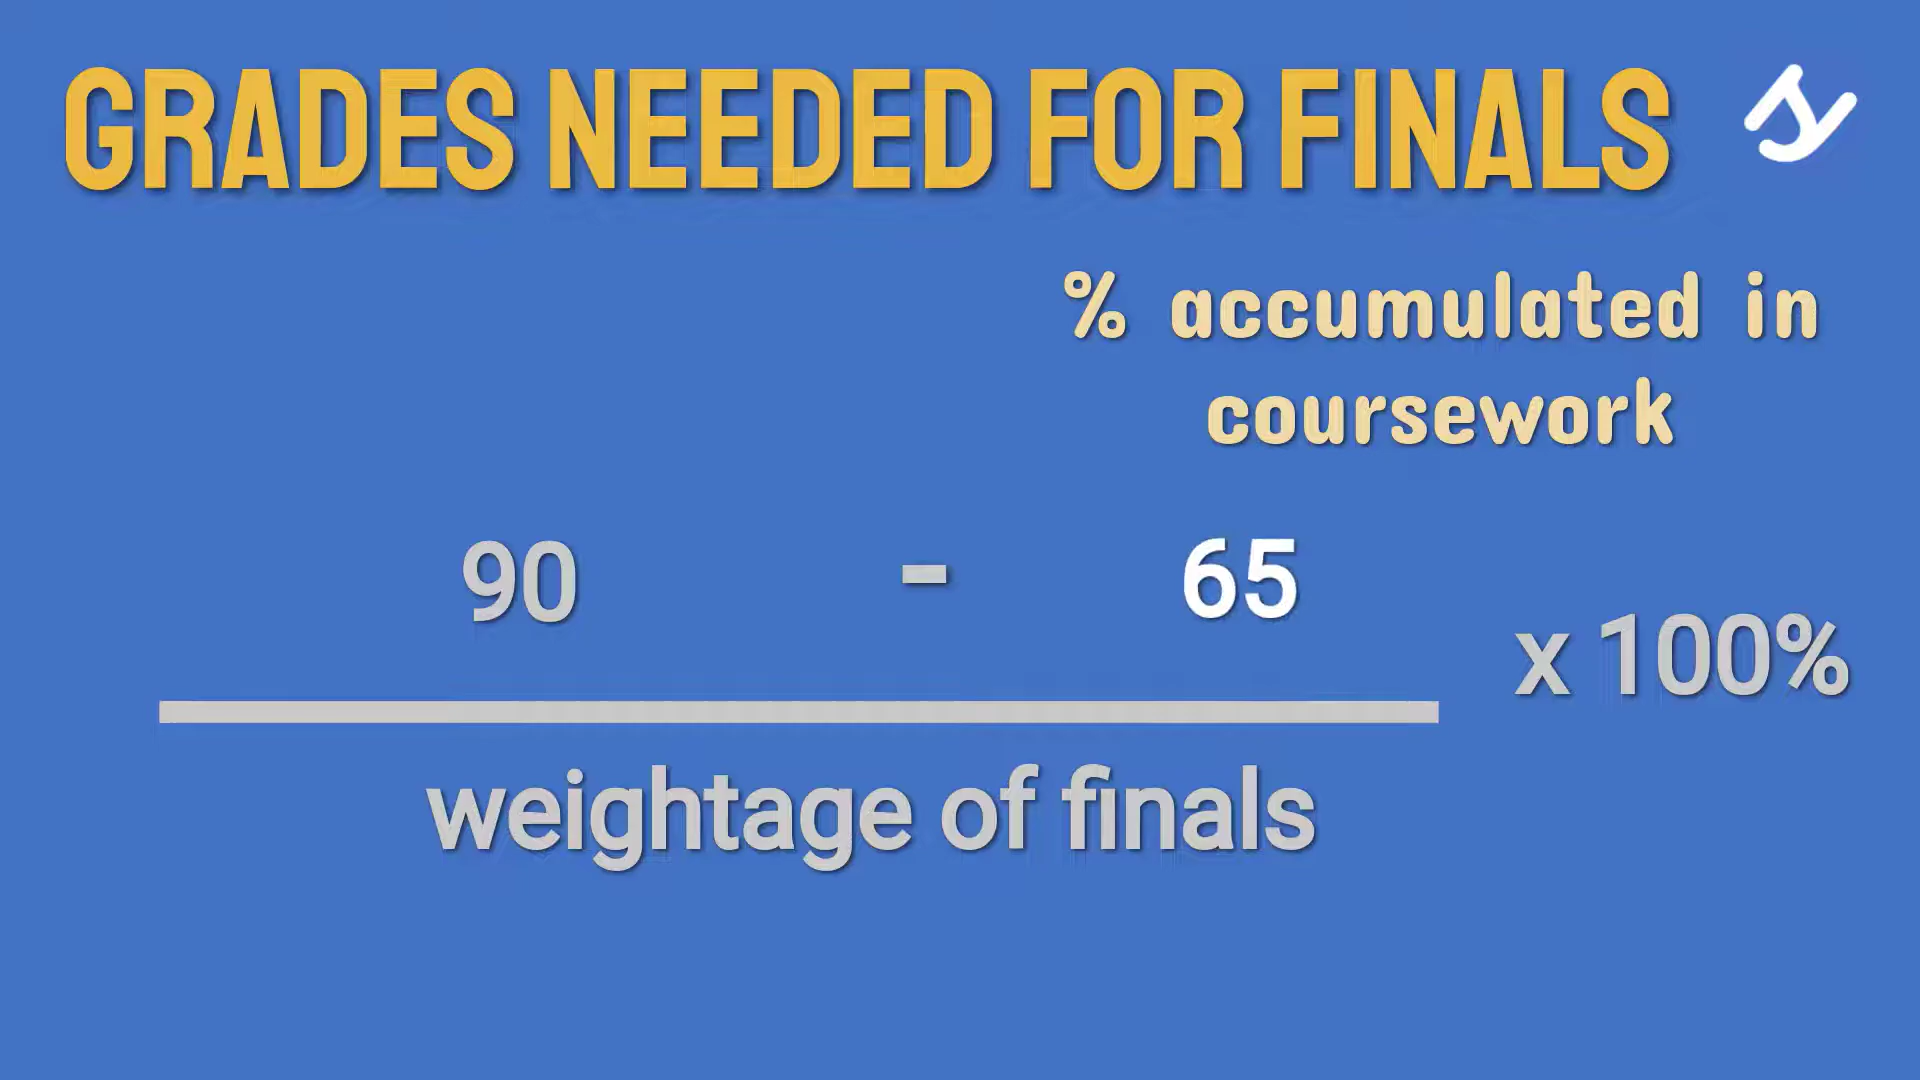 GRADES NEEDED FOR FINALS
% accumulated in
coursework
90 - 65
x 100%
weightage of finals